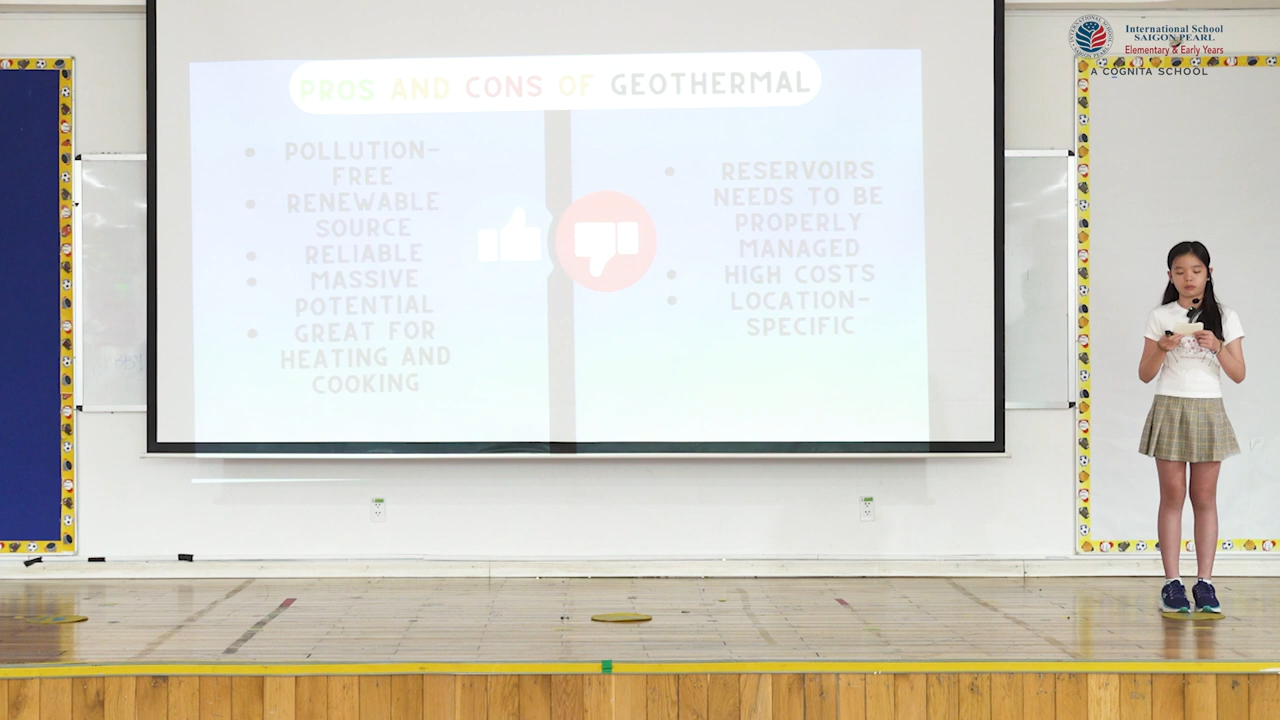 International School
SAIGON PEARL
Elementary & Early Years
A COGNITA SCHOOL
PROS AND CONS OF GEOTHERMAL
POLLUTION-
FREE
RENEWABLE
SOURCE
RELIABLE
MASSIVE
POTENTIAL
GREAT FOR
HEATING AND
COOKING
RESERVOIRS
NEEDS TO BE
PROPERLY
MANAGED
HIGH COSTS
LOCATION-
SPECIFIC